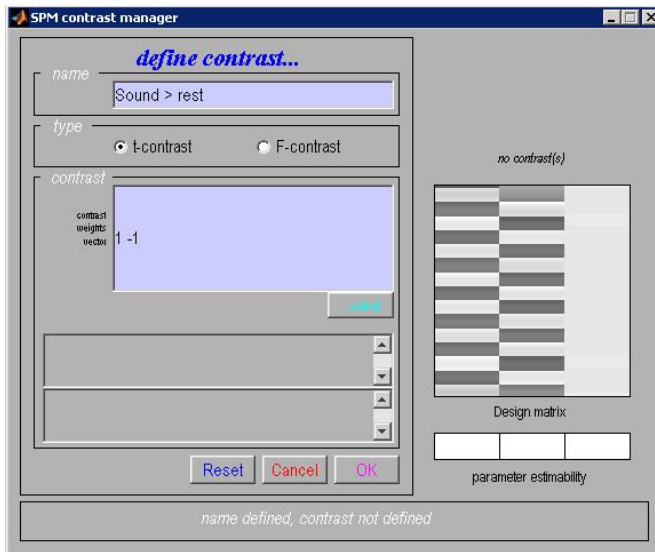 SPM contrast manager
define contrast...
name
Sound > rest
type
t-contrast F-contrast
contrast
contrast
weights
vector
1 -1
Reset Cancel OK
no contrast(s)
Design matrix
parameter estimability
name defined, contrast not defined